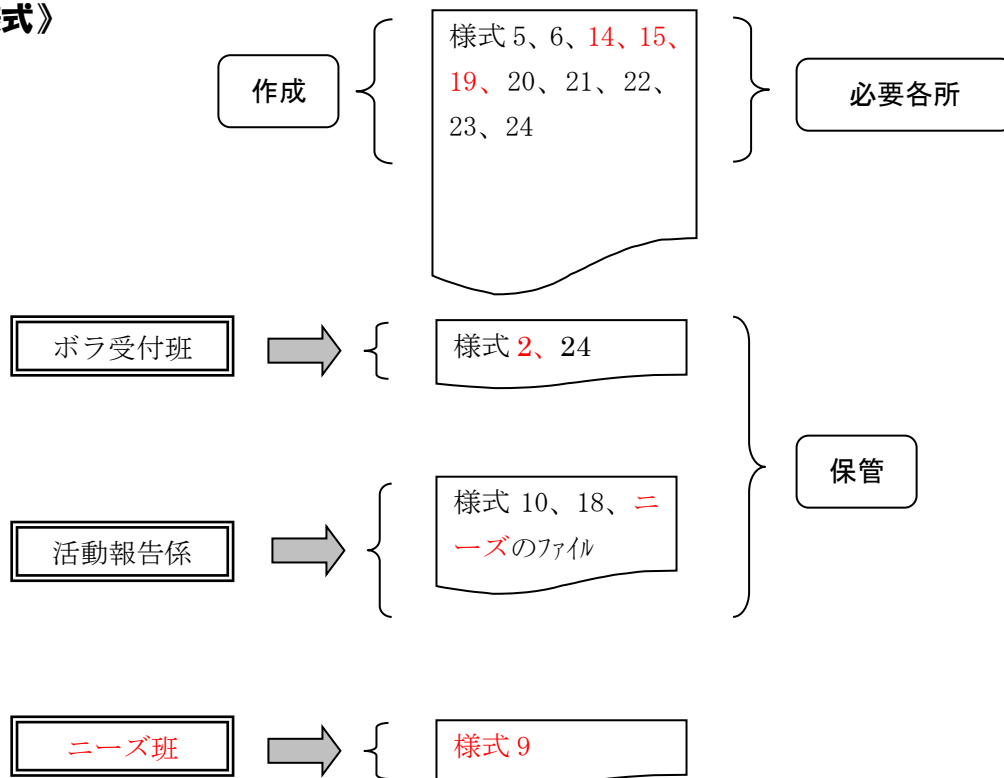 式》
作成
様式 5、6、14、15、
19、20、21、22、
23、24
必要各所
ボラ受付班
様式 2、24
保管
活動報告係
様式 10、18、ニ
ーズのファイル
ニーズ班
様式 9